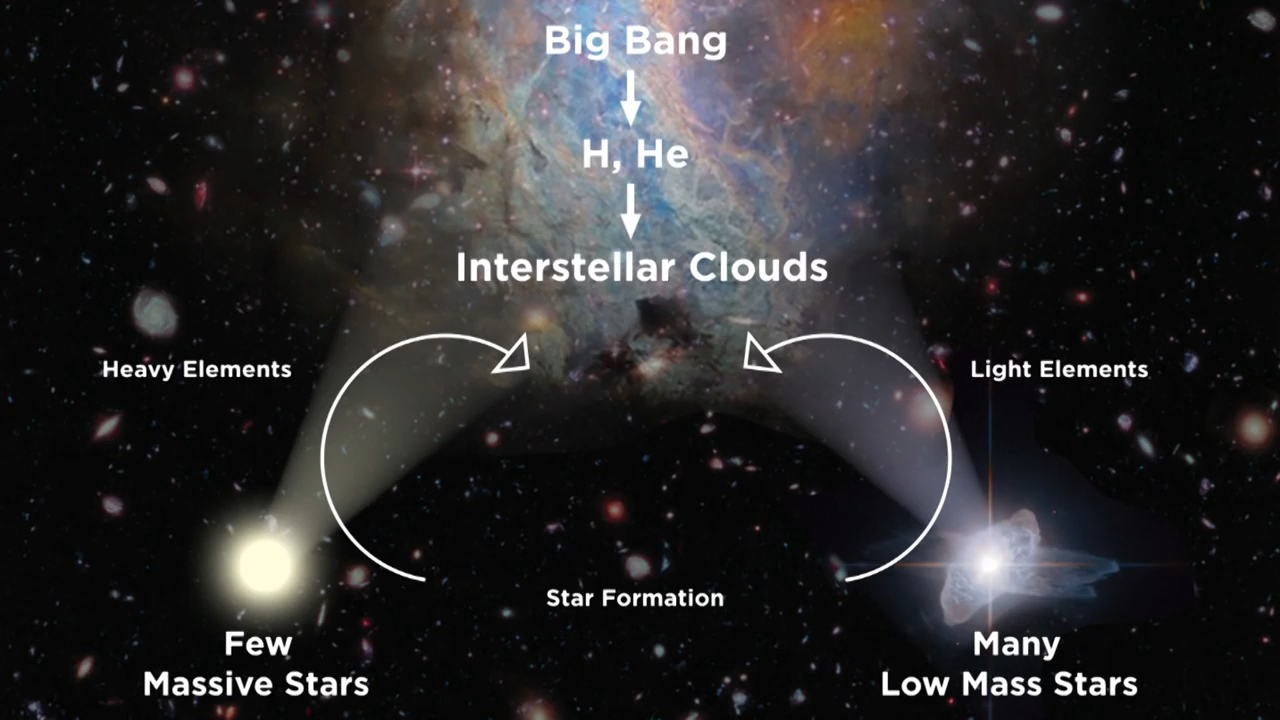 Big Bang
H, He
Interstellar Clouds
Heavy Elements
Light Elements
Star Formation
Few
Massive Stars
Many
Low Mass Stars